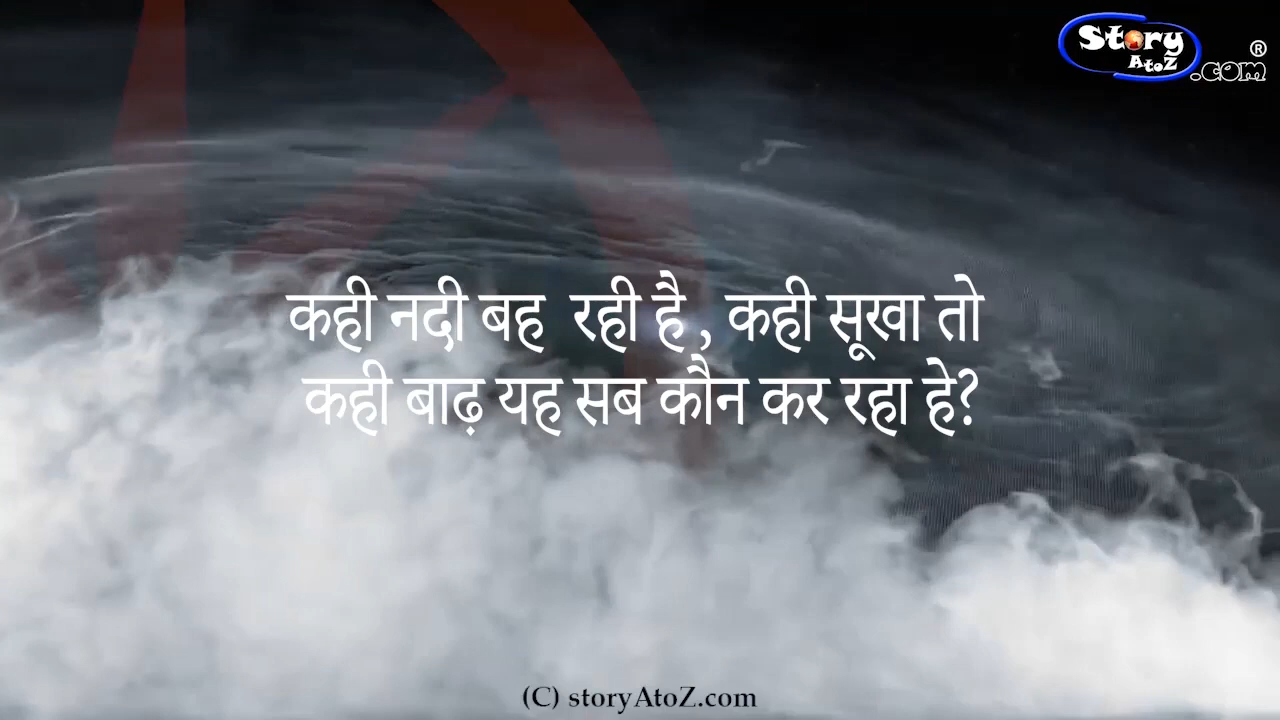 Story
AtoZ
.com®
कही नदी बह  रही है , कही सूखा तो
कही बाढ़ यह सब कौन कर रहा हे?
(C) storyAtoZ.com